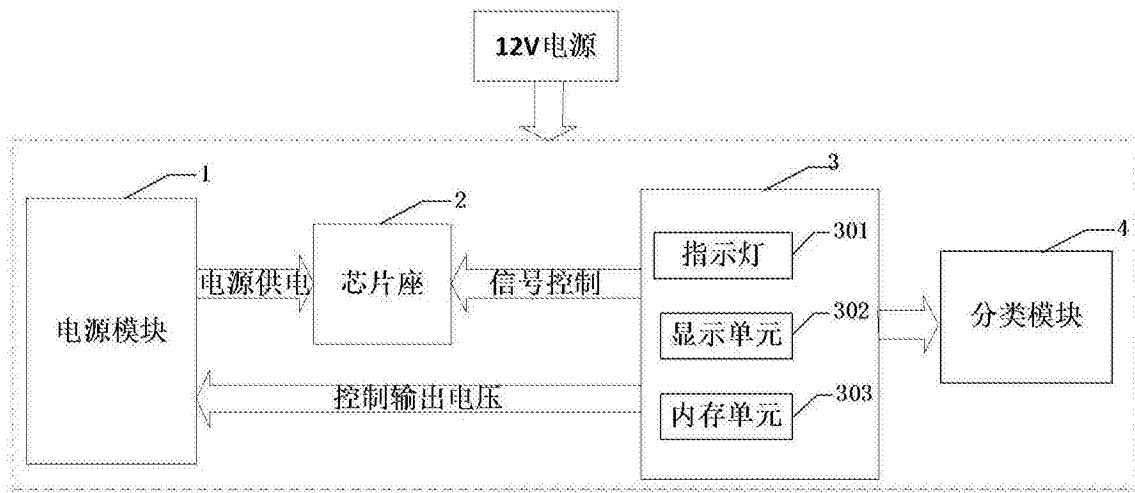 12V电源
1
电源模块
电源供电
2
芯片座
信号控制
控制输出电压
3
301
指示灯
302
显示单元
303
内存单元
4
分类模块